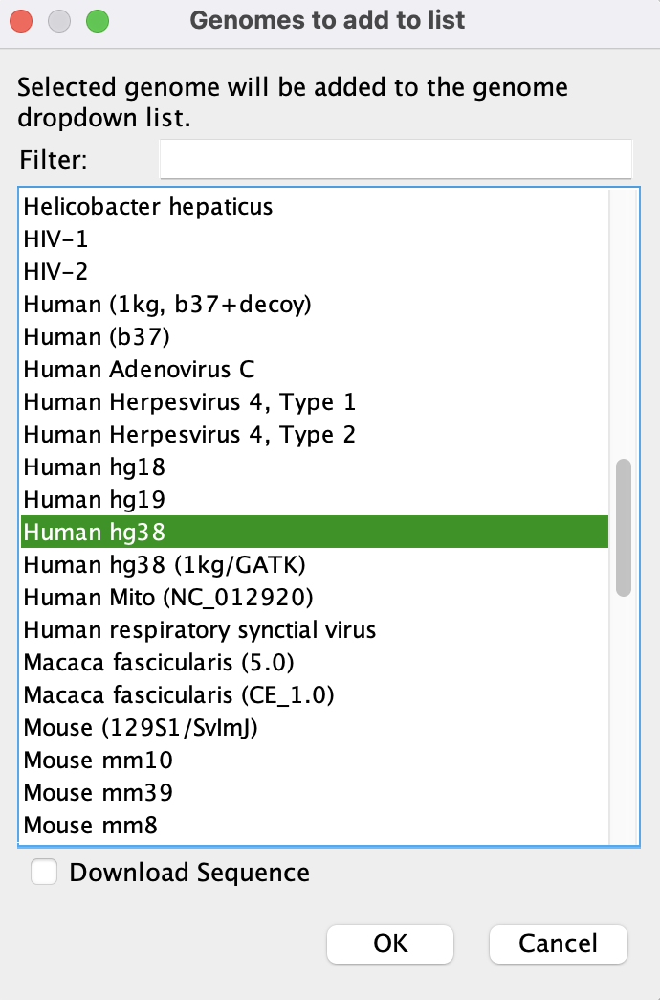 Genomes to add to list
Selected genome will be added to the genome
dropdown list.
Filter:
Helicobacter hepaticus
HIV-1
HIV-2
Human (1kg, b37+decoy)
Human (b37)
Human Adenovirus C
Human Herpesvirus 4, Type 1
Human Herpesvirus 4, Type 2
Human hg18
Human hg19
Human hg38
Human hg38 (1kg/GATK)
Human Mito (NC_012920)
Human respiratory synctial virus
Macaca fascicularis (5.0)
Macaca fascicularis (CE_1.0)
Mouse (129S1/SvImJ)
Mouse mm10
Mouse mm39
Mouse mm8
Download Sequence
OK
Cancel